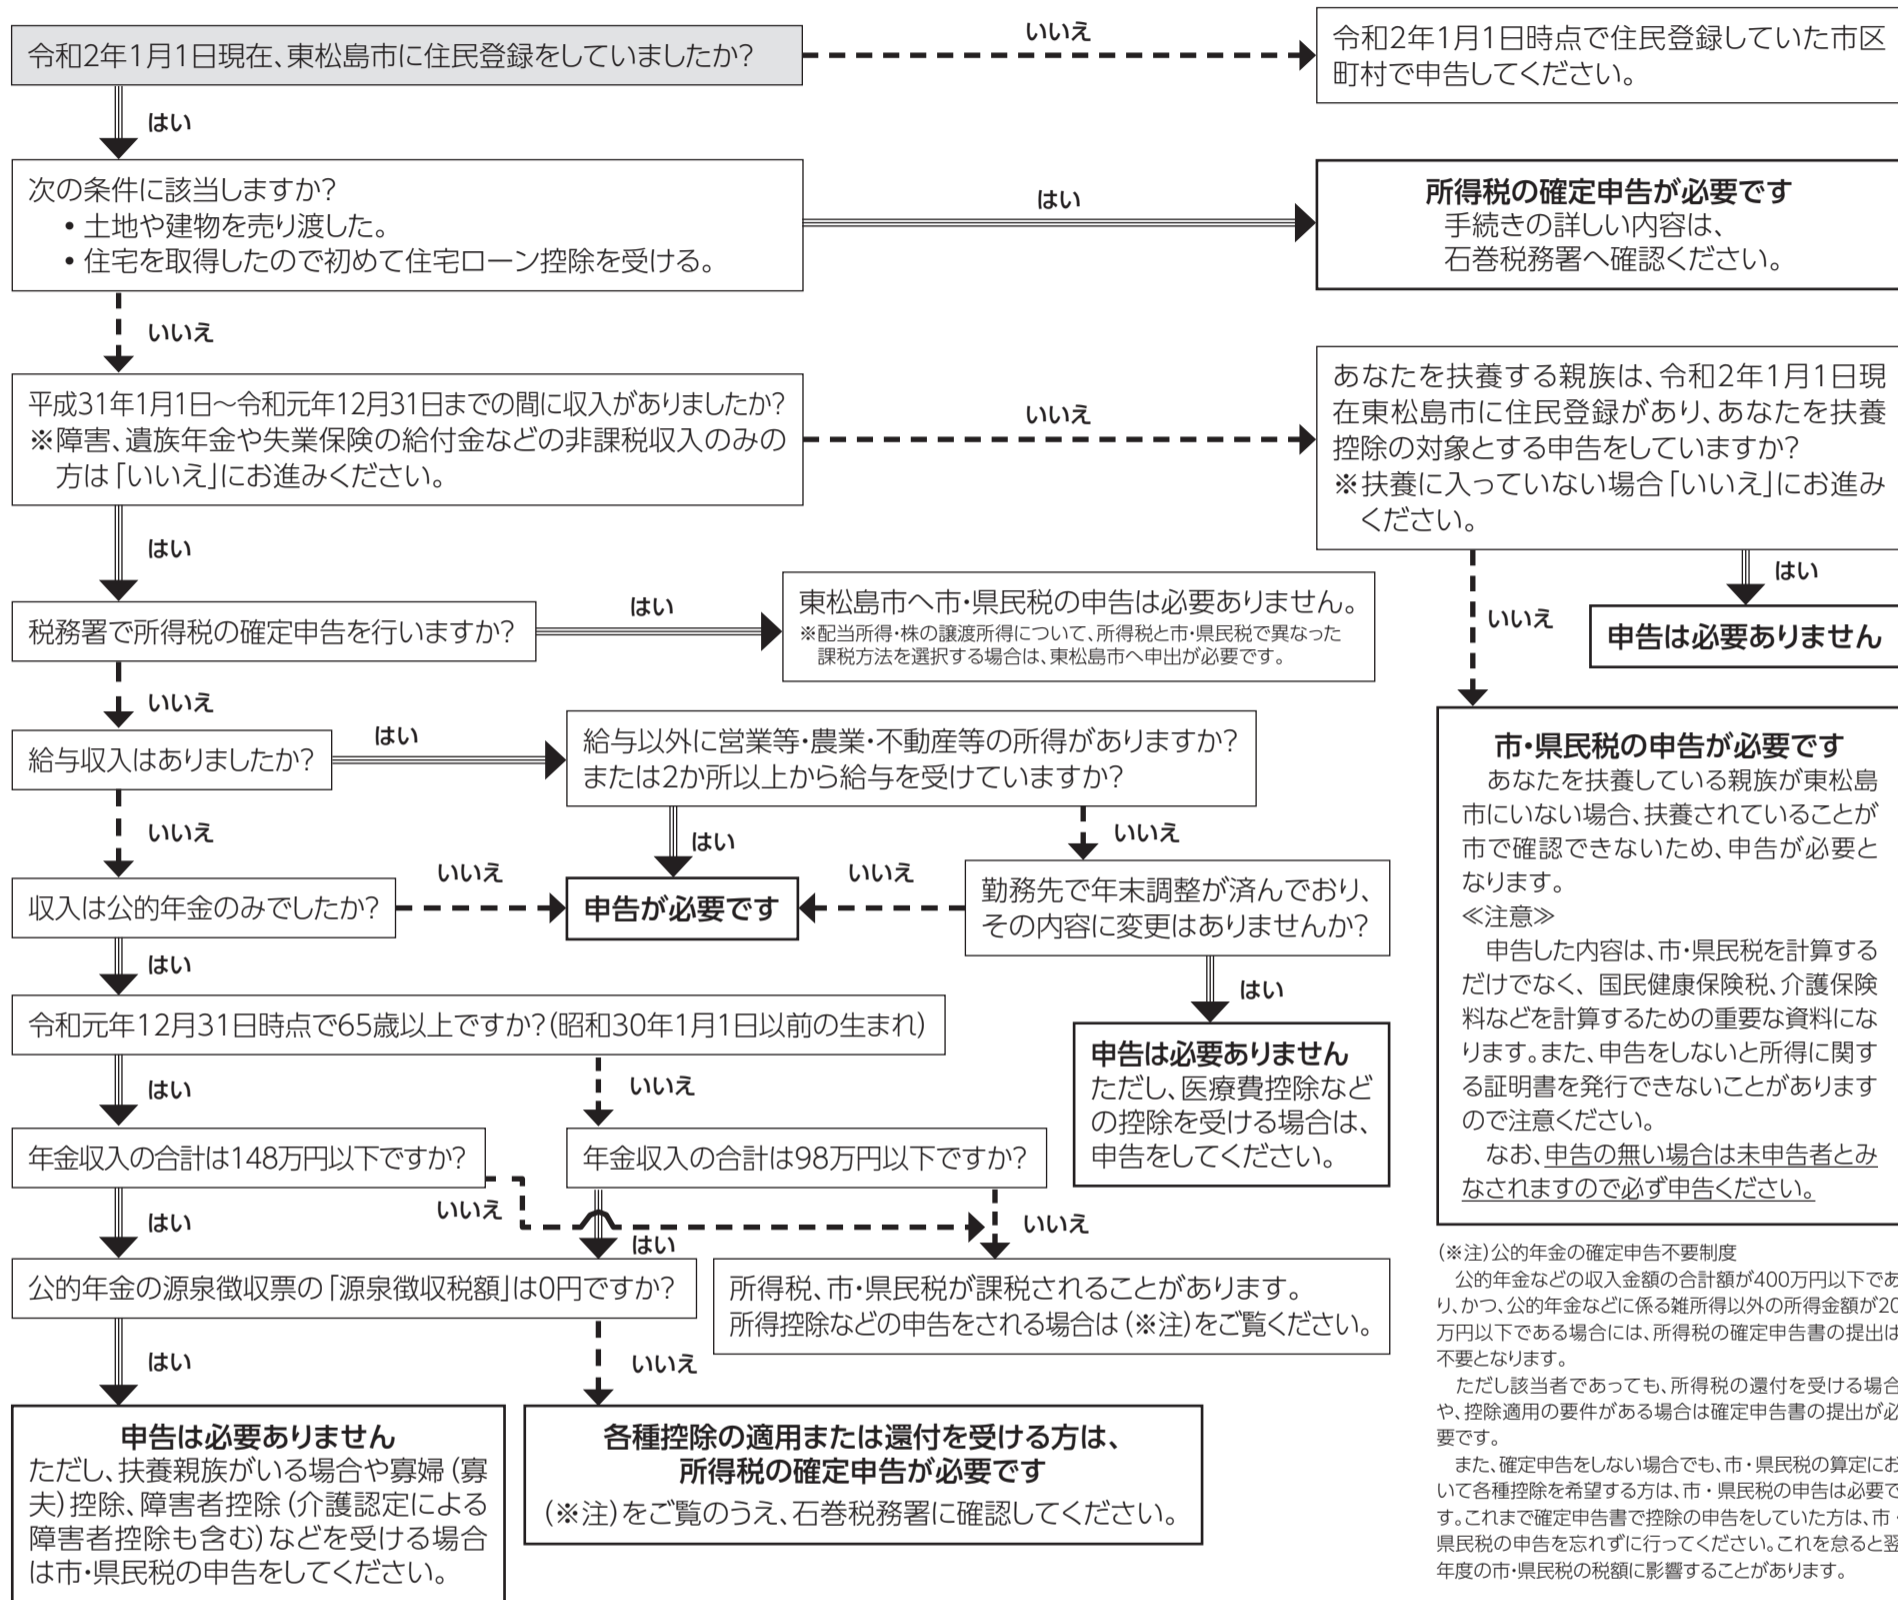 令和2年1月1日現在、東松島市に住民登録をしていましたか?
いいえ
令和2年1月1日時点で住民登録していた市区
町村で申告してください。
はい
次の条件に該当しますか?
• 土地や建物を売り渡した。
• 住宅を取得したので初めて住宅ローン控除を受ける。
はい
所得税の確定申告が必要です
手続きの詳しい内容は、
石巻税務署へ確認ください。
いいえ
平成31年1月1日〜令和元年12月31日までの間に収入がありましたか?
※障害、遺族年金や失業保険の給付金などの非課税収入のみの
方は「いいえ」にお進みください。
いいえ
あなたを扶養する親族は、令和2年1月1日現
在東松島市に住民登録があり、あなたを扶養
控除の対象とする申告をしていますか?
※扶養に入っていない場合「いいえ」にお進み
ください。
はい
いいえ
はい
申告は必要ありません
税務署で所得税の確定申告を行いますか?
はい
東松島市へ市・県民税の申告は必要ありません。
※配当所得・株の譲渡所得について、所得税と市・県民税で異なった
課税方法を選択する場合は、東松島市へ申出が必要です。
いいえ
給与収入はありましたか?
はい
給与以外に営業等・農業・不動産等の所得がありますか?
または2か所以上から給与を受けていますか?
いいえ
はい
いいえ
収入は公的年金のみでしたか?
いいえ
申告が必要です
いいえ
勤務先で年末調整が済んでおり、
その内容に変更はありませんか?
はい
はい
申告は必要ありません
ただし、医療費控除など
の控除を受ける場合は、
申告をしてください。
令和元年12月31日時点で65歳以上ですか?(昭和30年1月1日以前の生まれ)
はい
いいえ
年金収入の合計は148万円以下ですか?
年金収入の合計は98万円以下ですか?
はい
いいえ
はい
いいえ
公的年金の源泉徴収票の「源泉徴収税額」は0円ですか?
所得税、市・県民税が課税されることがあります。
所得控除などの申告をされる場合は(※注)をご覧ください。
はい
いいえ
申告は必要ありません
ただし、扶養親族がいる場合や寡婦(寡
夫)控除、障害者控除(介護認定による
障害者控除も含む)などを受ける場合
は市・県民税の申告をしてください。
各種控除の適用または還付を受ける方は、
所得税の確定申告が必要です
(※注)をご覧のうえ、石巻税務署に確認してください。
市・県民税の申告が必要です
あなたを扶養している親族が東松島
市にいない場合、扶養されていることが
市で確認できないため、申告が必要と
なります。
≪注意≫
申告した内容は、市・県民税を計算する
だけでなく、国民健康保険税、介護保険
料などを計算するための重要な資料にな
ります。また、申告をしないと所得に関す
る証明書を発行できないことがあります
ので注意ください。
なお、申告の無い場合は未申告者とみ
なされますので必ず申告ください。
(※注)公的年金の確定申告不要制度
公的年金などの収入金額の合計額が400万円以下であ
り、かつ、公的年金などに係る雑所得以外の所得金額が20
万円以下である場合には、所得税の確定申告書の提出は
不要となります。
ただし該当者であっても、所得税の還付を受ける場合
や、控除適用の要件がある場合は確定申告書の提出が必
要です。
また、確定申告をしない場合でも、市・県民税の算定にお
いて各種控除を希望する方は、市・県民税の申告は必要で
す。これまで確定申告書で控除の申告をしていた方は、市・
県民税の申告を忘れずに行ってください。これを怠ると翌
年度の市・県民税の税額に影響することがあります。